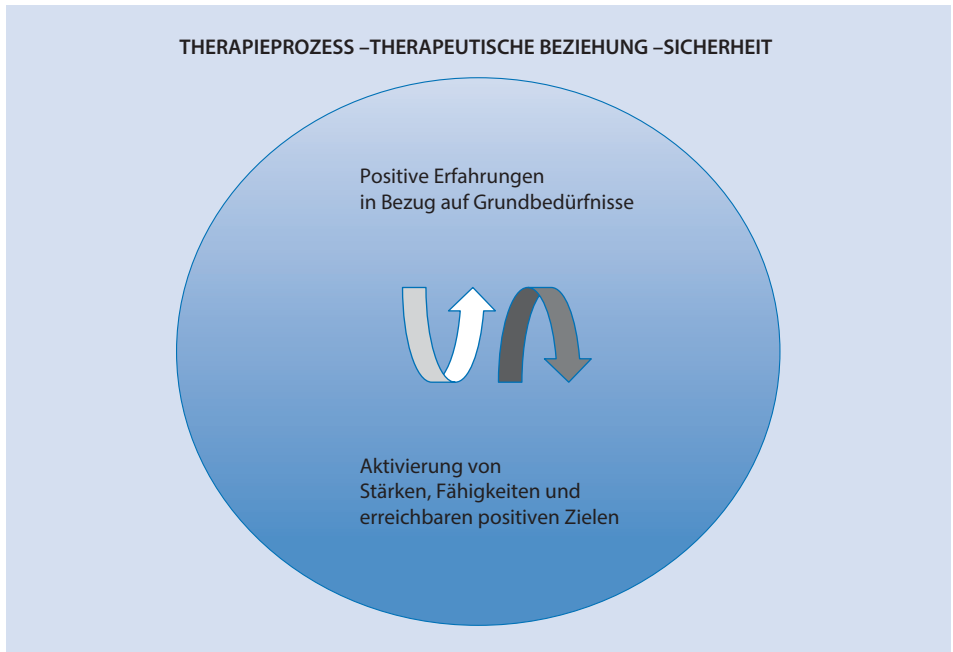 THERAPIEPROZESS –THERAPEUTISCHE BEZIEHUNG –SICHERHEIT
Positive Erfahrungen
in Bezug auf Grundbedürfnisse
Aktivierung von
Stärken, Fähigkeiten und
erreichbaren positiven Zielen